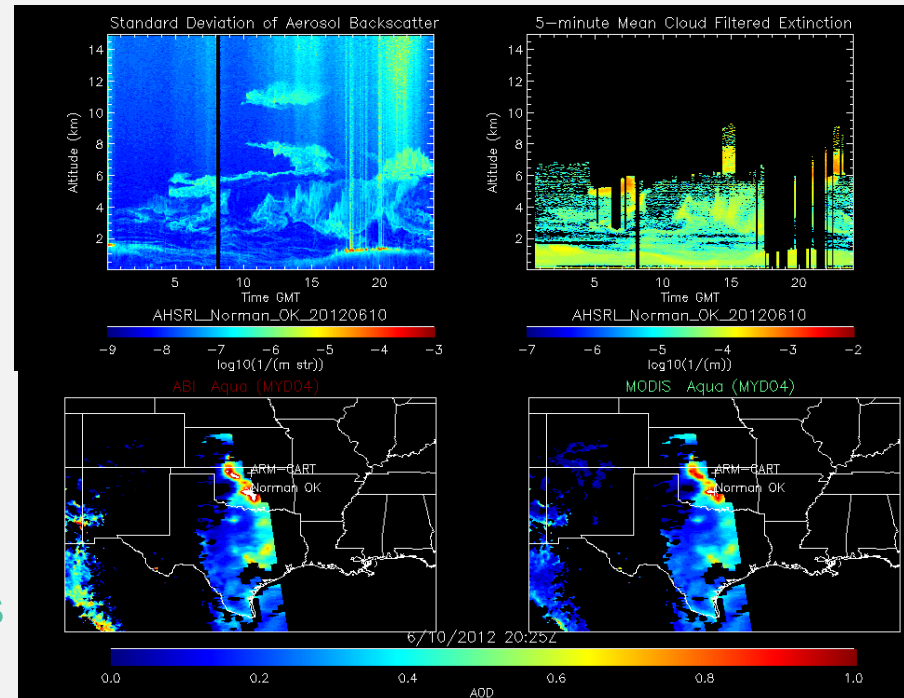 Standard Deviation of Aerosol Backscatter
5-minute Mean Cloud Filtered Extinction
Altitude (km)
14
12
10
8
6
4
2
5 10 15 20
Time GMT
AHSRL_Norman_OK_20120610
-9 -8 -7 -6 -5 -4 -3
log10(1/(m str)
Altitude (km)
14
12
10
8
6
4
2
5 10 15 20
Time GMT
AHSRL_Norman_OK_20120610
-7 -6 -5 -4 -3 -2
log10(1/(m))
ABI Aqua (MYD04)
MODIS Aqua (MYD04)
ARM-CART
Norman OK
ARM-CART
Norman OK
S
6/10/2012 20:25Z
0.0 0.2 0.4 0.6 0.8 1.0
AOD